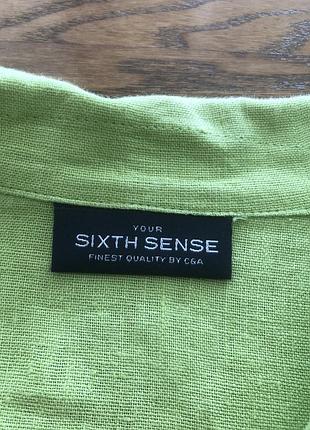 YOUR
SIXTH SENSE
FINEST QUALITY BY C&A